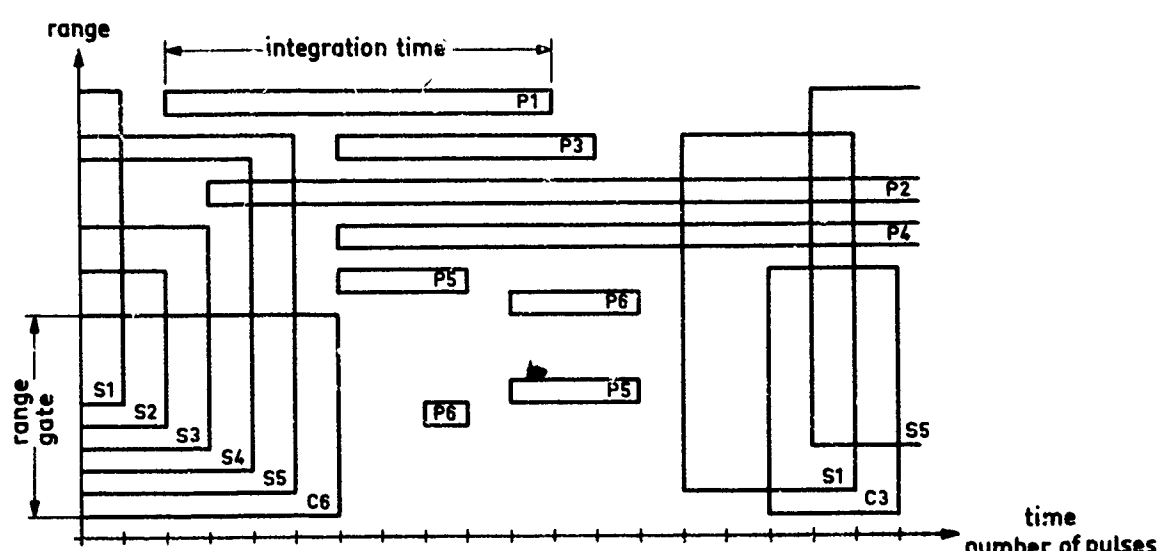 range
integration time
P1
P3
P2
P4
P5
P6
P5
P6
range
gate
S1
S2
S3
S4
S5
C6
S5
S1
C3
time
number of pulses